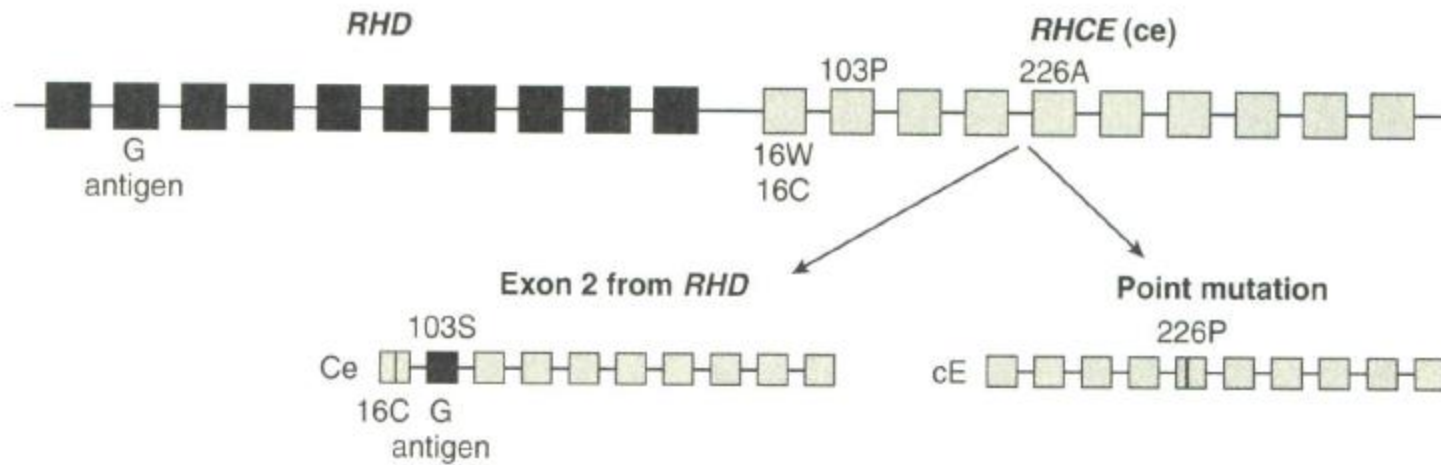 RHD
RHCE (ce)
103P
226A
G
antigen
16W
16C
Exon 2 from RHD
Point mutation
103S
226P
Ce
cE
16C G
antigen